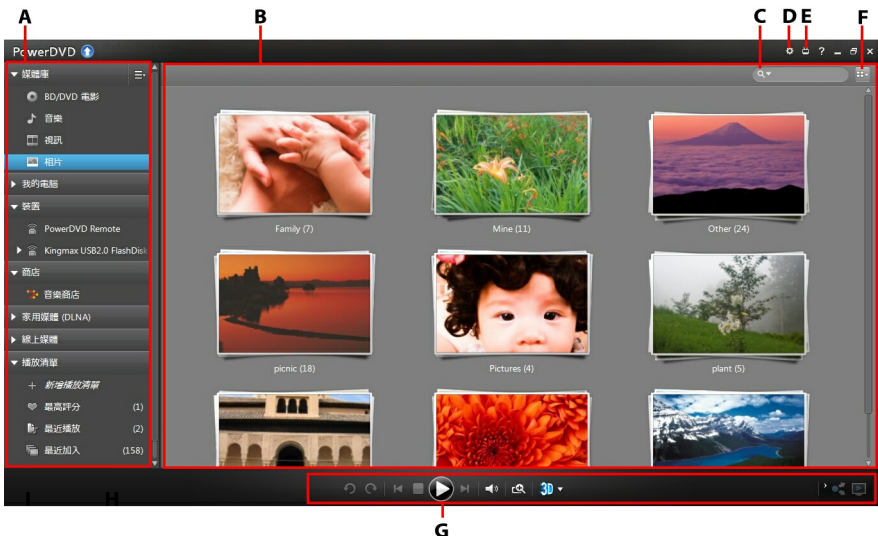 A
B
C
D
E
F
PowerDVD
?
媒體庫
BD/DVD 電影
音樂
視訊
相片
我的電腦
裝置
PowerDVD Remote
Kingmax USB2.0 FlashDisk
商店
音樂商店
家用媒體 (DLNA)
線上媒體
播放清單
新增播放清單
最高評分 (1)
最近播放 (2)
最近加入 (158)
Family (7)
Mine (11)
Other (24)
picnic (18)
Pictures (4)
plant (5)
3D
I
H
G